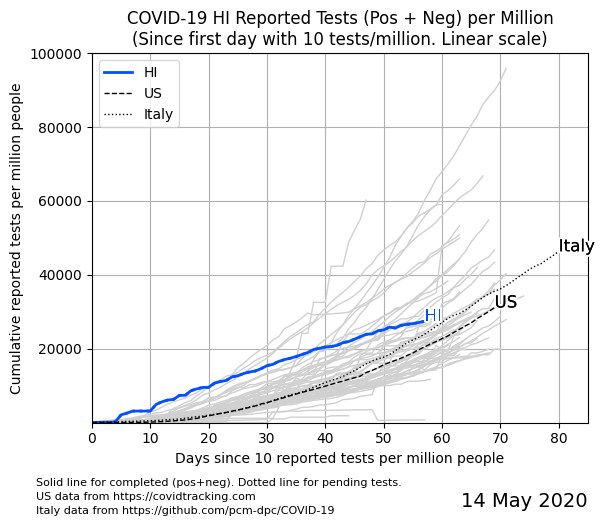 COVID-19 HI Reported Tests (Pos + Neg) per Million
(Since first day with 10 tests/million. Linear scale)
Cumulative reported tests per million people
100000
80000
60000
40000
20000
HI
US
Italy
Italy
US
HI
0 10 20 30 40 50 60 70 80
Days since 10 reported tests per million people
Solid line for completed (pos+neg). Dotted line for pending tests.
US data from https://covidtracking.com
Italy data from https://github.com/pcm-dpc/COVID-19
14 May 2020